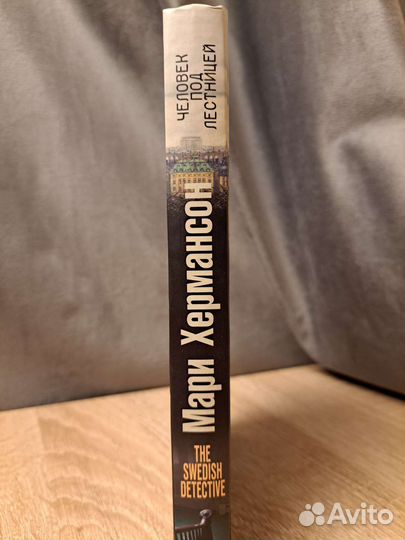 ЧЕЛОВЕК
ПОД
ЛЕСТНИЦЕЙ
Мари Хермансон
THE
SWEDISH
DETECTIVE
Avito